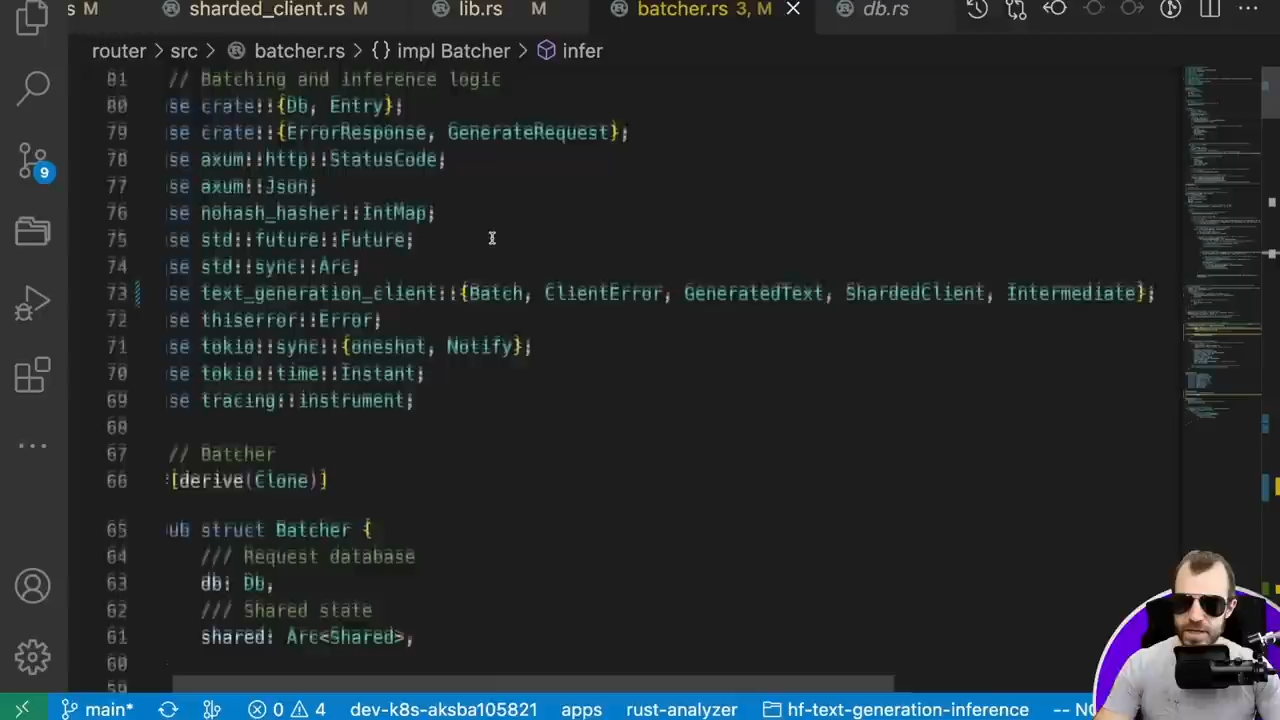 s M sharded_client.rs M lib.rs M batcher.rs 3, M db.rs
router > src > batcher.rs > {} impl Batcher > infer
81 // Batching and inference logic
80 se crate::{Db, Entry};
79 se crate::{ErrorResponse, GenerateRequest};
78 se axum::http::StatusCode;
77 se axum::Json;
76 se nohash_hasher::IntMap;
75 se std::future::Future;
74 se std::sync::Arc;
73 se text_generation_client::{Batch, ClientError, GeneratedText, ShardedClient, Intermediate};
72 se thiserror::Error;
71 se tokio::sync::{oneshot, Notify};
70 se tokio::time::Instant;
69 se tracing::instrument;
68
67 // Batcher
66 [derive(Clone)]
65 ub struct Batcher {
64 /// Request database
63 db: Db,
62 /// Shared state
61 shared: Arc<Shared>,
60
59
9
main* 0 4 dev-k8s-aksba105821 apps rust-analyzer hf-text-generation-inference